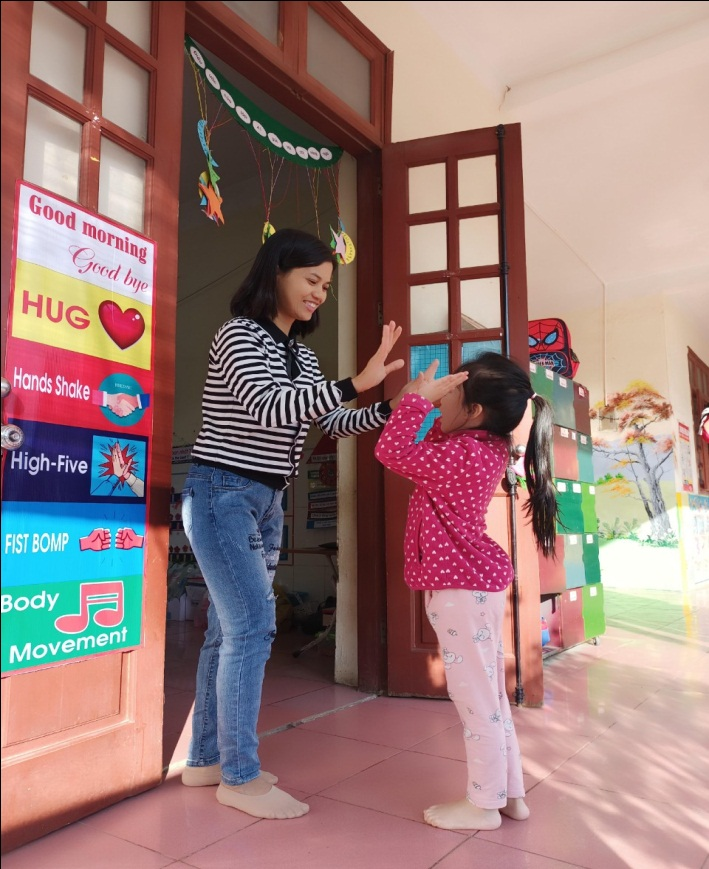 Good morning
Good bye
HUG
Hands Shake
High-Five
FIST BOMP
Body
Movement